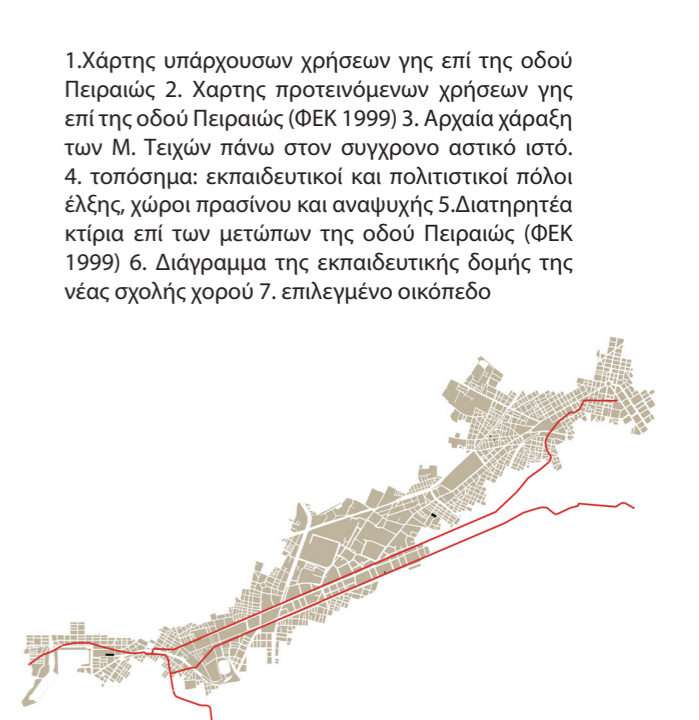 1.Χάρτης υπάρχουσων χρήσεων γης επί της οδού
Πειραιώς 2. Χαρτης προτεινόμενων χρήσεων γης
επί της οδού Πειραιώς (ΦΕΚ 1999) 3. Αρχαία χάραξη
των Μ. Τειχών πάνω στον συγχρονο αστικό ιστό.
4. τοπόσημα: εκπαιδευτικοί και πολιτιστικοί πόλοι
έλξης, χώροι πρασίνου και αναψυχής 5.Διατηρητέα
κτίρια επί των μετώπων της οδού Πειραιώς (ΦΕΚ
1999) 6. Διάγραμμα της εκπαιδευτικής δομής της
νέας σχολής χορού 7. επιλεγμένο οικόπεδο